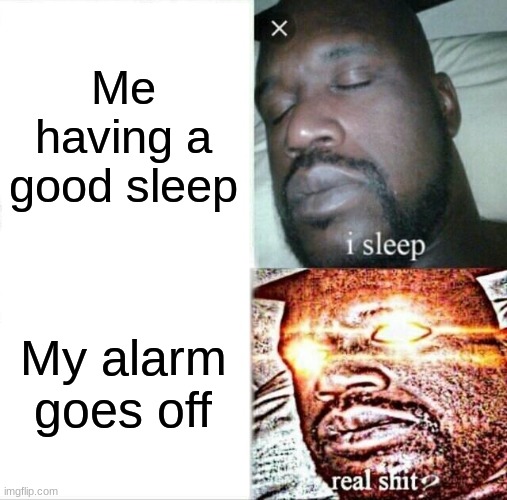 Me
having a
good sleep
i sleep
My alarm
goes off
real shit?
imgflip.com